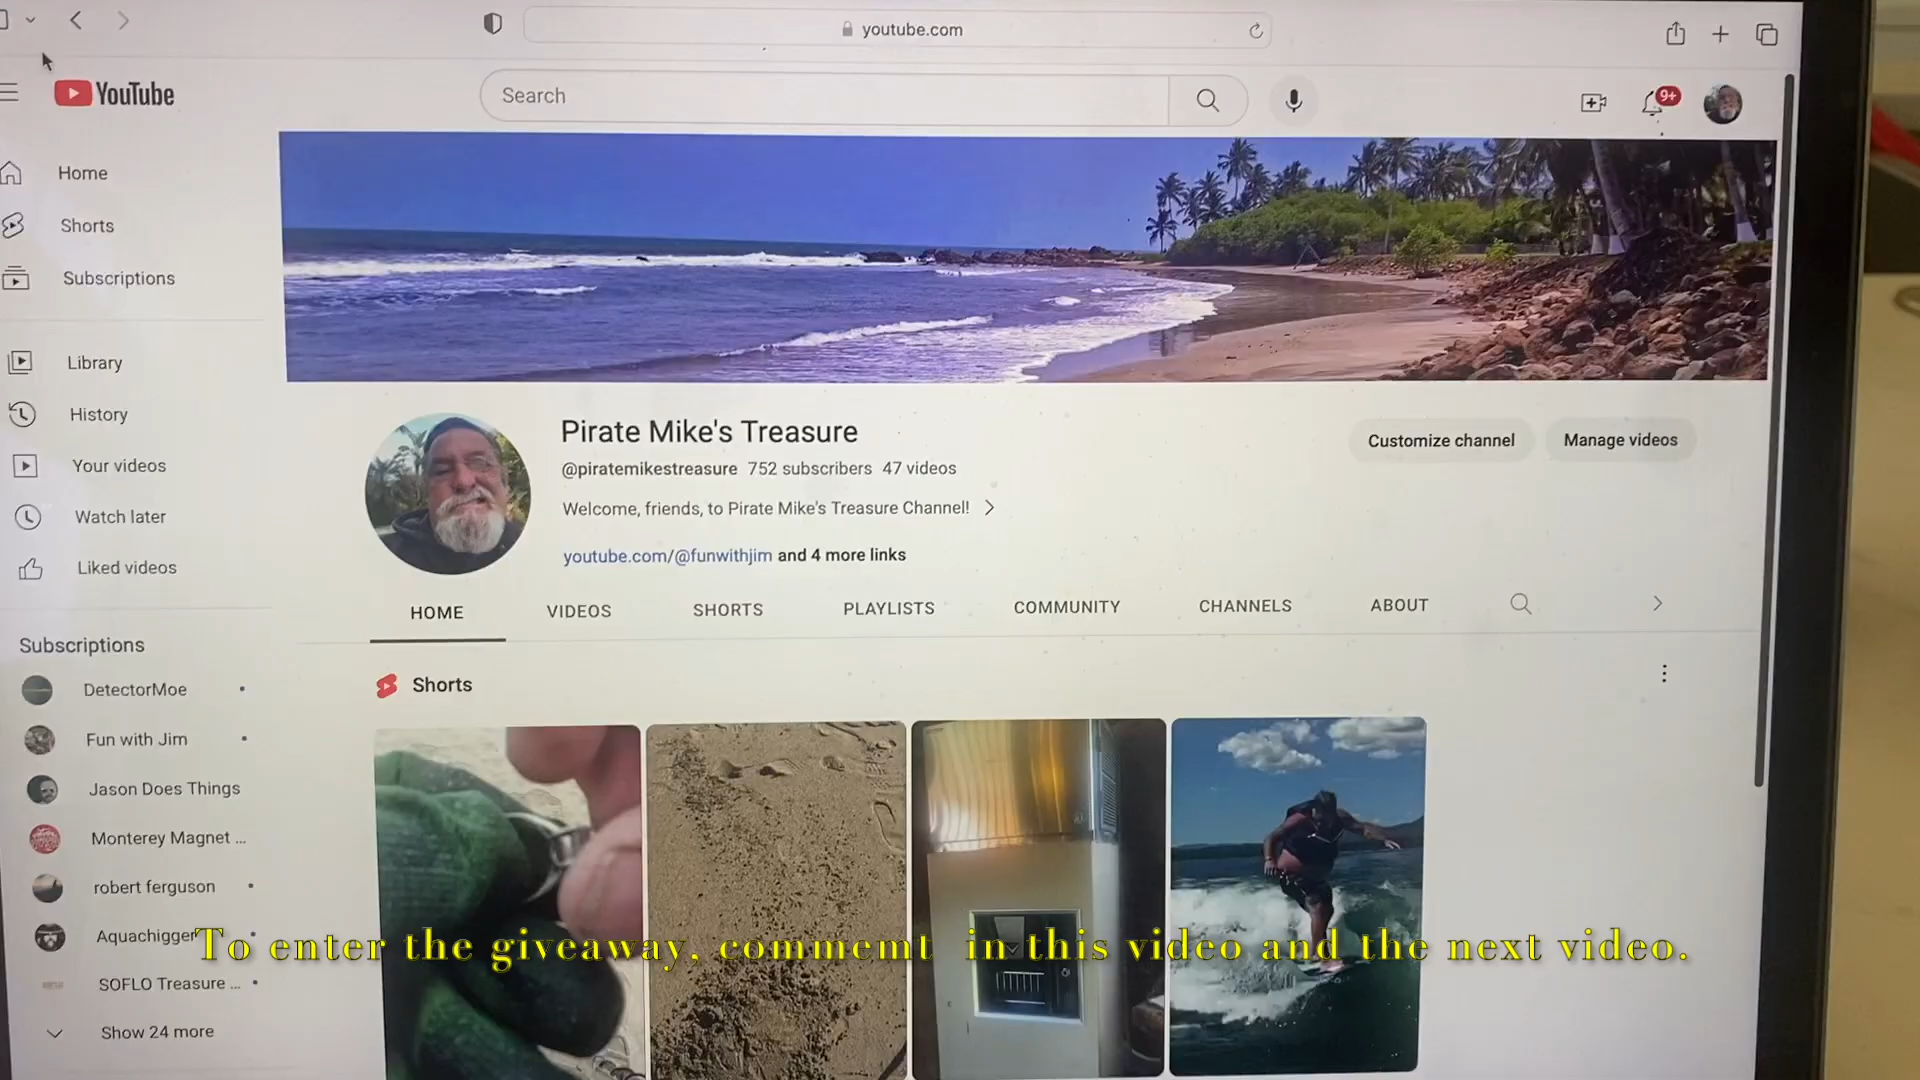 youtube.com
YouTube
Search
9+
Home
Shorts
Subscriptions
Library
History
Your videos
Watch later
Liked videos
Subscriptions
DetectorMoe
Fun with Jim
Jason Does Things
Monterey Magnet ...
robert ferguson
Aquachigger
SOFLO Treasure ...
Show 24 more
Pirate Mike's Treasure
@piratemikestreasure 752 subscribers 47 videos
Welcome, friends, to Pirate Mike's Treasure Channel!
youtube.com/@funwithjim and 4 more links
Customize channel
Manage videos
HOME VIDEOS SHORTS PLAYLISTS COMMUNITY CHANNELS ABOUT
Shorts
To enter the giveaway, commemt in this video and the next video.